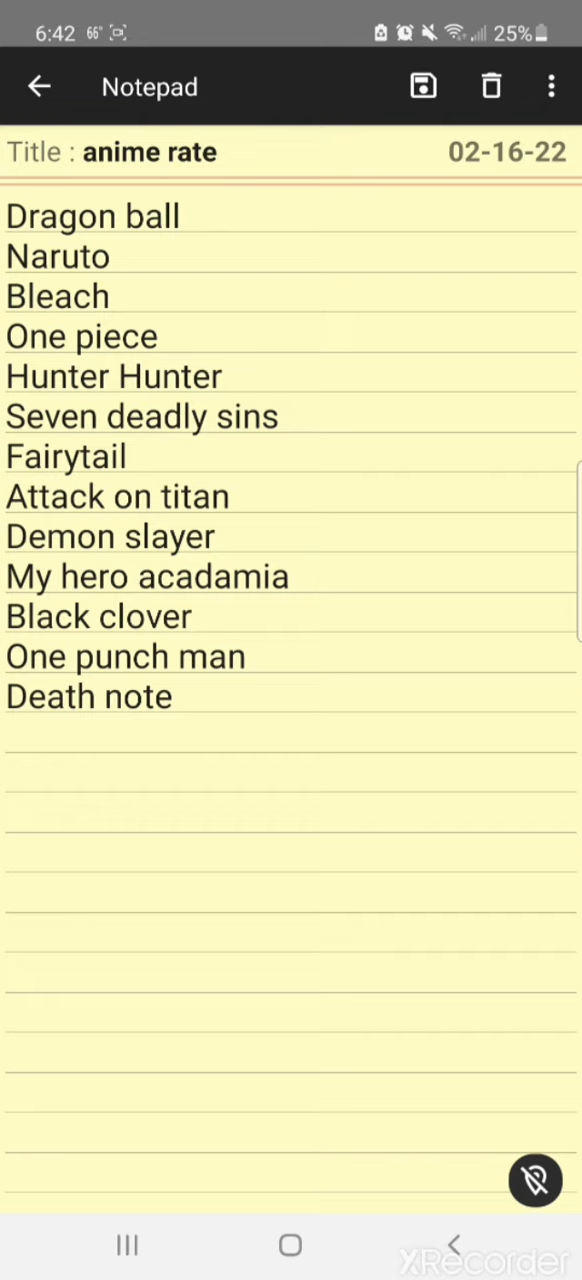 6:42 66° 25%
Notepad
Title : anime rate 02-16-22
Dragon ball
Naruto
Bleach
One piece
Hunter Hunter
Seven deadly sins
Fairytail
Attack on titan
Demon slayer
My hero acadamia
Black clover
One punch man
Death note
XRecorder